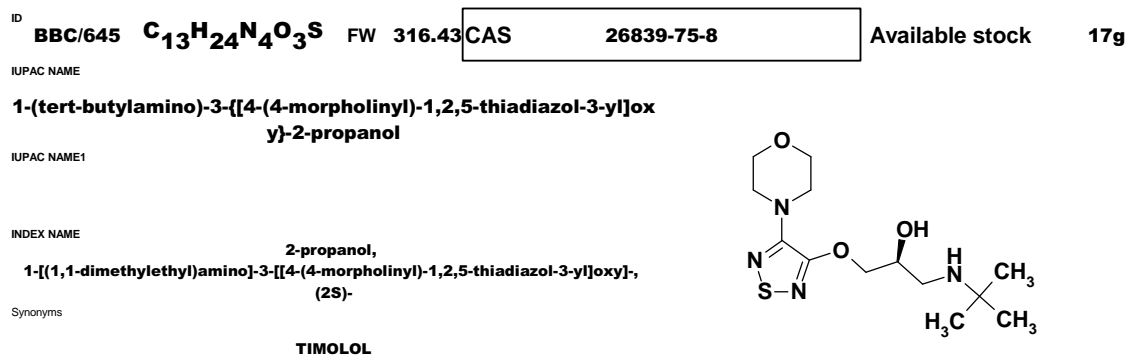 ID
BBC/645 C13H24N4O3S FW 316.43 CAS 26839-75-8 Available stock 17g
IUPAC NAME
1-(tert-butylamino)-3-{[4-(4-morpholinyl)-1,2,5-thiadiazol-3-yl]ox
y}-2-propanol
IUPAC NAME1
INDEX NAME
2-propanol,
1-[(1,1-dimethylethyl)amino]-3-[[4-(4-morpholinyl)-1,2,5-thiadiazol-3-yl]oxy]-,
(2S)-
Synonyms
TIMOLOL
O
N
OH
O
H
N
N
CH3
S
N
H3C
CH3